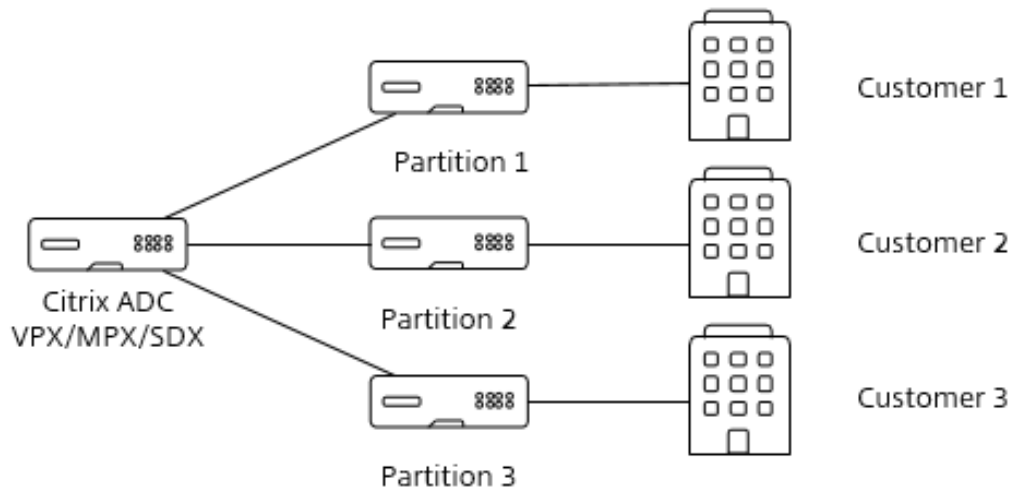 Customer 1
Partition 1
Customer 2
Citrix ADC
VPX/MPX/SDX
Partition 2
Customer 3
Partition 3